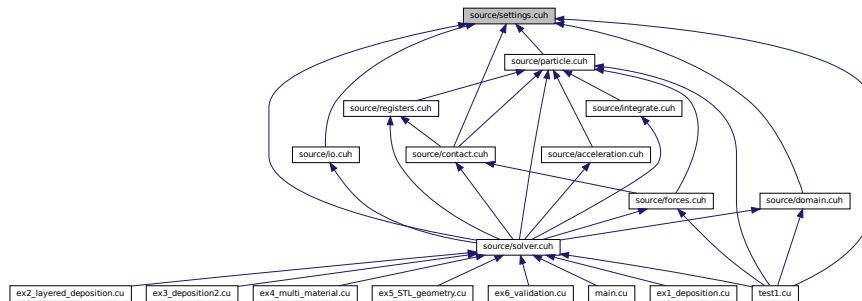 source/settings.cuh
source/particle.cuh
source/registers.cuh
source/integrate.cuh
source/io.cuh
source/contact.cuh
source/acceleration.cuh
source/forces.cuh
source/domain.cuh
source/solver.cuh
ex2_layered_deposition.cu
ex3_deposition2.cu
ex4_multi_material.cu
ex5_STL_geometry.cu
ex6_validation.cu
main.cu
ex1_deposition.cu
test1.cu